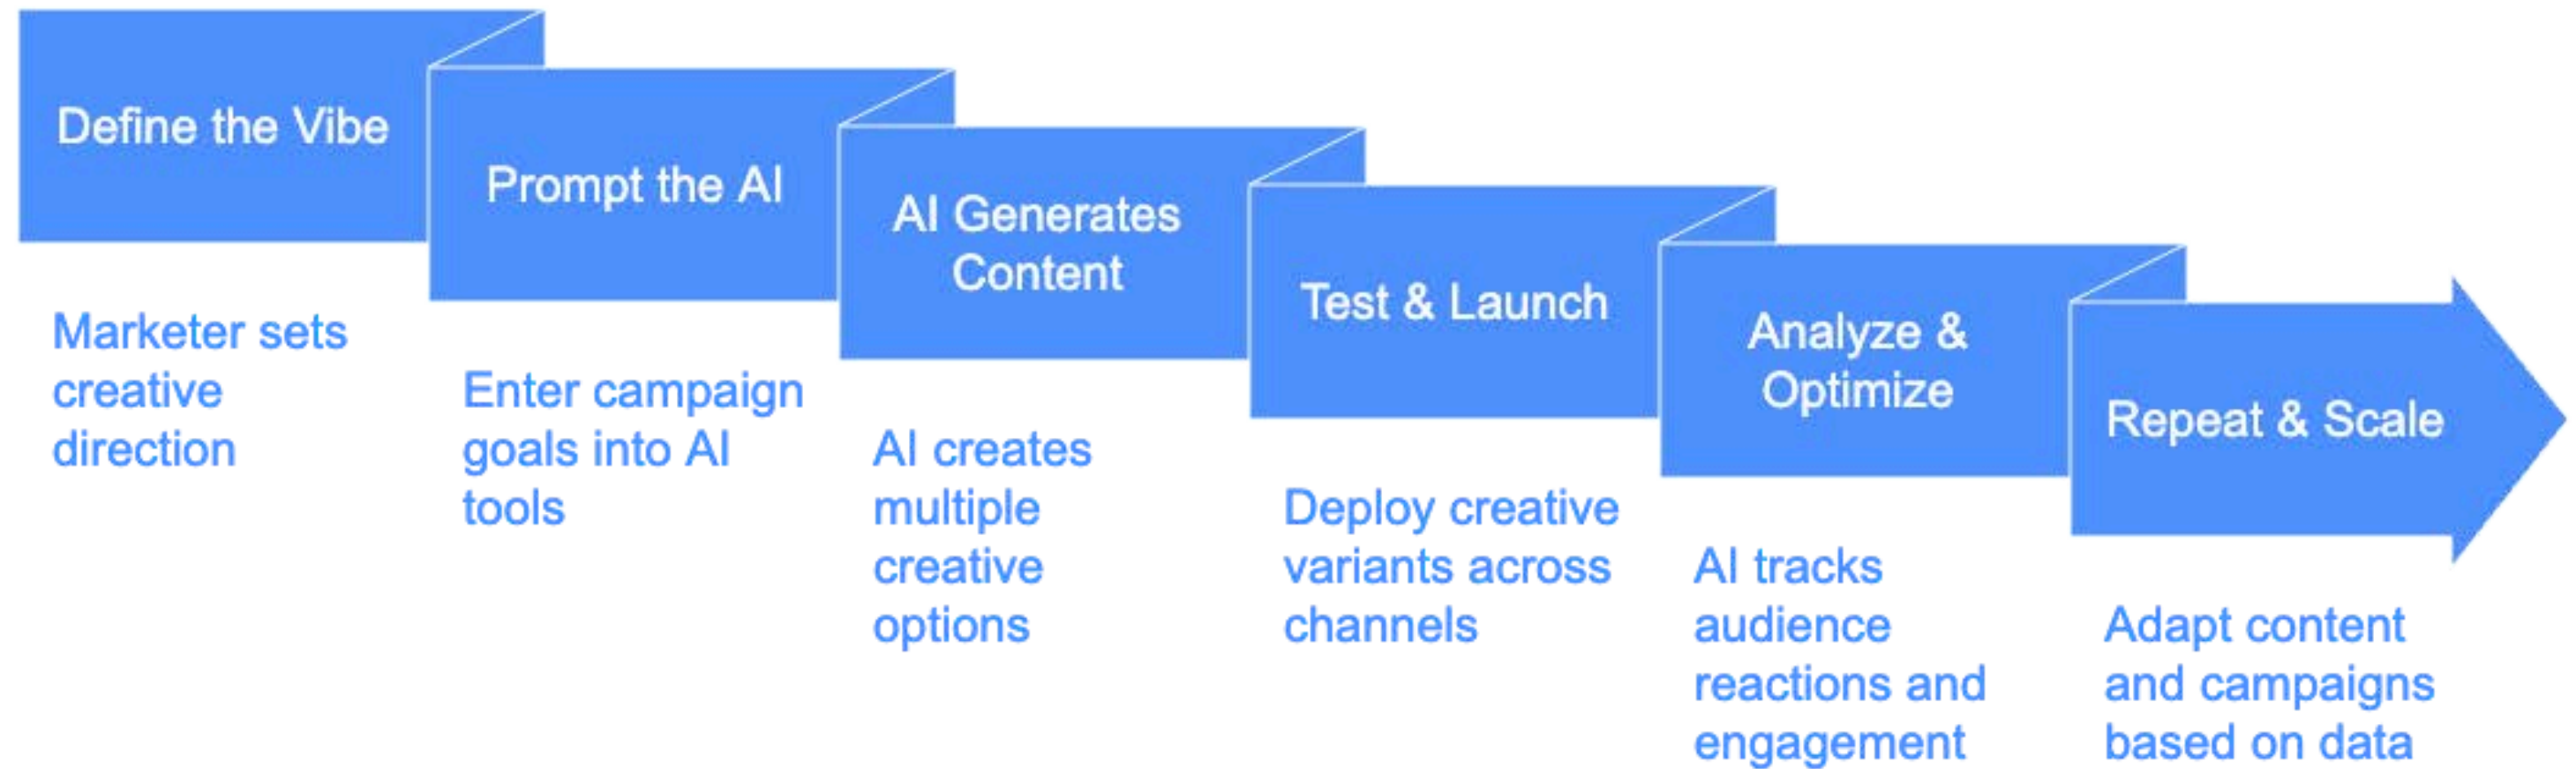 Define the Vibe
Marketer sets
creative
direction
Prompt the AI
Enter campaign
goals into AI
tools
AI Generates
Content
AI creates
multiple
creative
options
Test & Launch
Deploy creative
variants across
channels
Analyze &
Optimize
AI tracks
audience
reactions and
engagement
Repeat & Scale
Adapt content
and campaigns
based on data